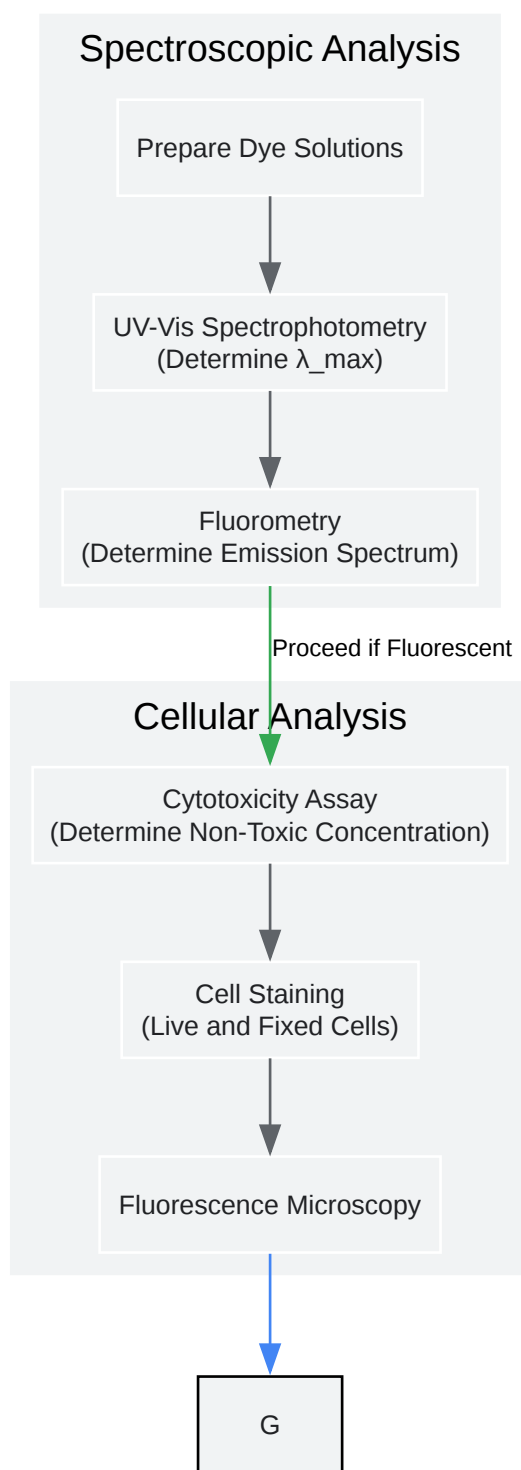 Spectroscopic Analysis
Prepare Dye Solutions
UV-Vis Spectrophotometry
(Determine λ_max)
Fluorometry
(Determine Emission Spectrum)
Proceed if Fluorescent
Cellular Analysis
Cytotoxicity Assay
(Determine Non-Toxic Concentration)
Cell Staining
(Live and Fixed Cells)
Fluorescence Microscopy
G